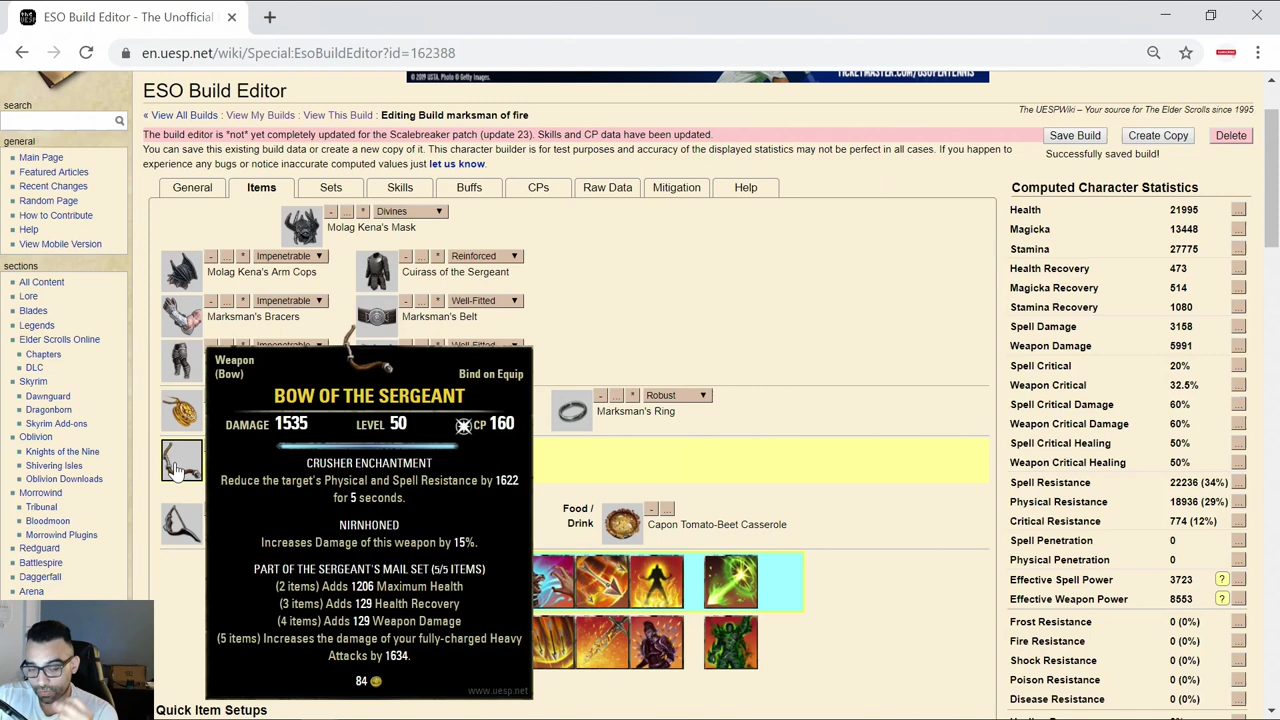 ESO Build Editor - The Unofficial
en.uesp.net/wiki/Special:EsoBuildEditor?id=162388
SUBSCRIBE
©2019 USTA. Photo © Getty Images.
TICKETMASTER.COM/USOPENTENNIS
search
general
Main Page
Featured Articles
Recent Changes
Random Page
How to Contribute
Help
View Mobile Version
sections
All Content
Lore
Books
Blades
Legends
Elder Scrolls Online
Chapters
DLC
Skyrim
Dawnguard
Dragonborn
Skyrim Add-ons
Oblivion
Knights of the Nine
Shivering Isles
Oblivion Downloads
Morrowind
Tribunal
Bloodmoon
Morrowind Plugins
Redguard
Battlespire
Daggerfall
Arena
ESO Build Editor
The UESPWiki – Your source for The Elder Scrolls since 1995
« View All Builds : View My Builds : View This Build : Editing Build marksman of fire
The build editor is *not* yet completely updated for the Scalebreaker patch (update 23). Skills and CP data have been updated.
You can save this existing build data or create a new copy of it. This character builder is for test purposes and accuracy of the displayed statistics may not be perfect in all cases. If you happen to
experience any bugs or notice inaccurate computed values just let us know.
Save Build Create Copy Delete
Successfully saved build!
General Items Sets Skills Buffs CPs Raw Data Mitigation Help
- ... * Divines
Molag Kena's Mask
- ... * Impenetrable
Molag Kena's Arm Cops
- ... * Reinforced
Cuirass of the Sergeant
- ... * Impenetrable
Marksman's Bracers
- ... * Well-Fitted
Marksman's Belt
Impenetrable
Well-Fitted
- ... * Robust
Marksman's Ring
Food /
Drink
- ...
Capon Tomato-Beet Casserole
Weapon
(Bow)
Bind on Equip
BOW OF THE SERGEANT
DAMAGE 1535 LEVEL 50 CP 160
CRUSHER ENCHANTMENT
Reduce the target's Physical and Spell Resistance by 1622
for 5 seconds.
NIRNHONED
Increases Damage of this weapon by 15%.
PART OF THE SERGEANT'S MAIL SET (5/5 ITEMS)
(2 items) Adds 1206 Maximum Health
(3 items) Adds 129 Health Recovery
(4 items) Adds 129 Weapon Damage
(5 items) Increases the damage of your fully-charged Heavy
Attacks by 1634.
84
www.uesp.net
Quick Item Setups
Computed Character Statistics
Health 21995 ...
Magicka 13448 ...
Stamina 27775 ...
Health Recovery 473 ...
Magicka Recovery 514 ...
Stamina Recovery 1080 ...
Spell Damage 3158 ...
Weapon Damage 5991 ...
Spell Critical 20% ...
Weapon Critical 22.5% ...
Spell Critical Damage 60% ...
Weapon Critical Damage 60% ...
Spell Critical Healing 50% ...
Weapon Critical Healing 50% ...
Spell Resistance 22236 (34%) ...
Physical Resistance 18936 (29%) ...
Critical Resistance 774 (12%) ...
Spell Penetration 0 ...
Physical Penetration 0 ...
Effective Spell Power 3723 ? ...
Effective Weapon Power 8553 ? ...
Frost Resistance 0 (0%) ...
Fire Resistance 0 (0%) ...
Shock Resistance 0 (0%) ...
Poison Resistance 0 (0%) ...
Disease Resistance 0 (0%) ...